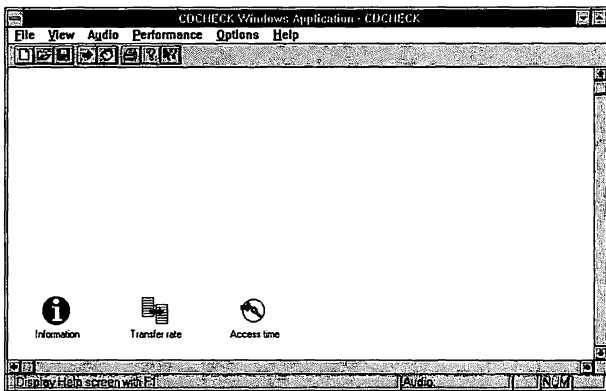 CDCHECK Windows Application - CDCHECK
File View Audio Performance Options Help
Information Transfer rate Access time
Display Help screen with F1 Audio: NUM